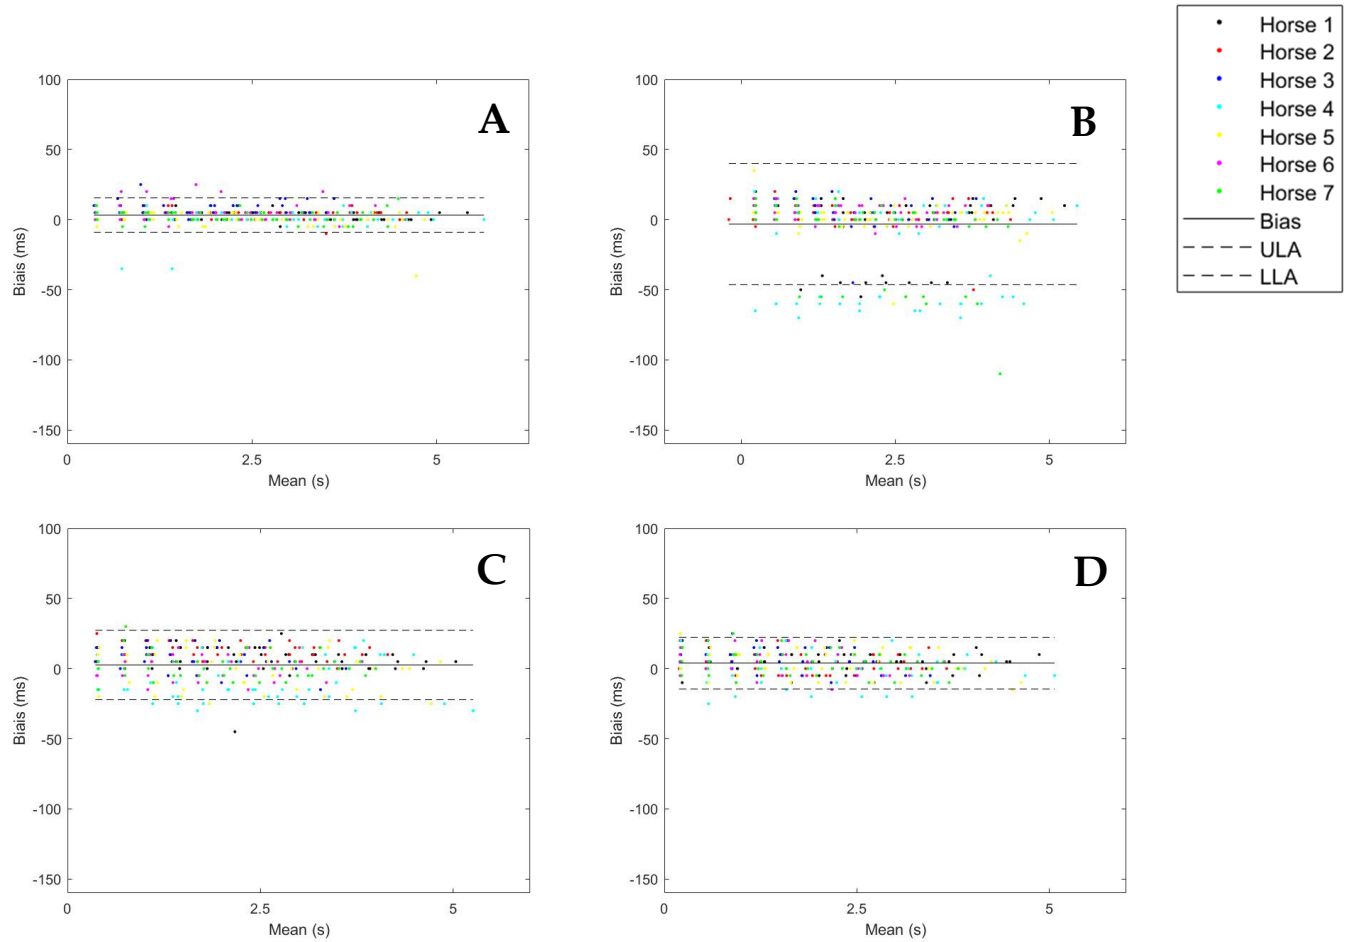 Horse 1
Horse 2
Horse 3
Horse 4
Horse 5
Horse 6
Horse 7
Bias
ULA
LLA
A
100
50
0
-50
-100
-150
0
2.5
5
Biais (ms)
Mean (s)
B
100
50
0
-50
-100
-150
0
2.5
5
Biais (ms)
Mean (s)
C
100
50
0
-50
-100
-150
0
2.5
5
Biais (ms)
Mean (s)
D
100
50
0
-50
-100
-150
0
2.5
5
Biais (ms)
Mean (s)